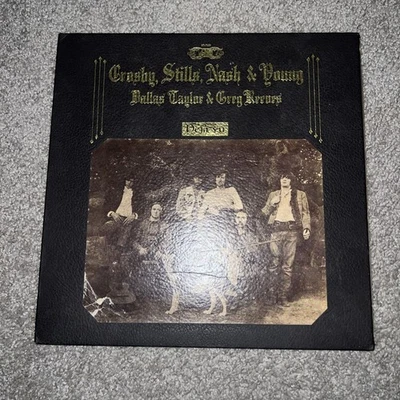 Crosby, Stills, Nash & Young
Dallas Taylor & Greg Reeves
Déjà vu